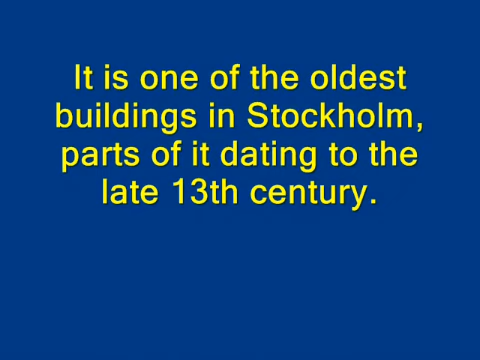 It is one of the oldest
buildings in Stockholm,
parts of it dating to the
late 13th century.